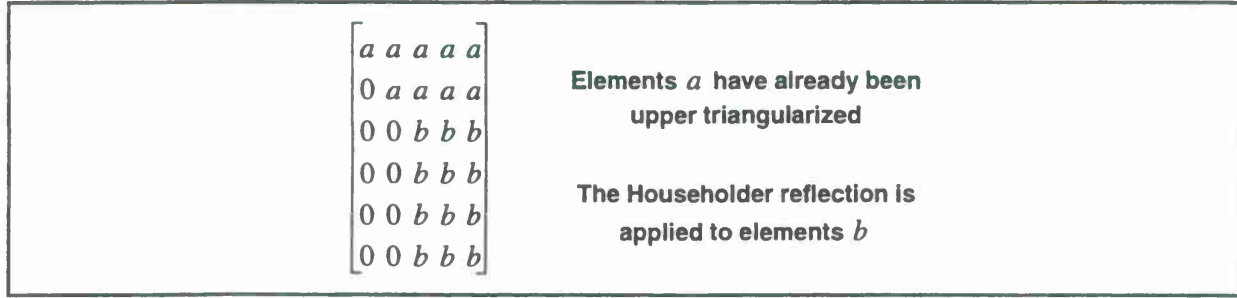 a a a a a
0 a a a a
0 0 b b b
0 0 b b b
0 0 b b b
0 0 b b b
Elements a have already been
upper triangularized
The Householder reflection is
applied to elements b